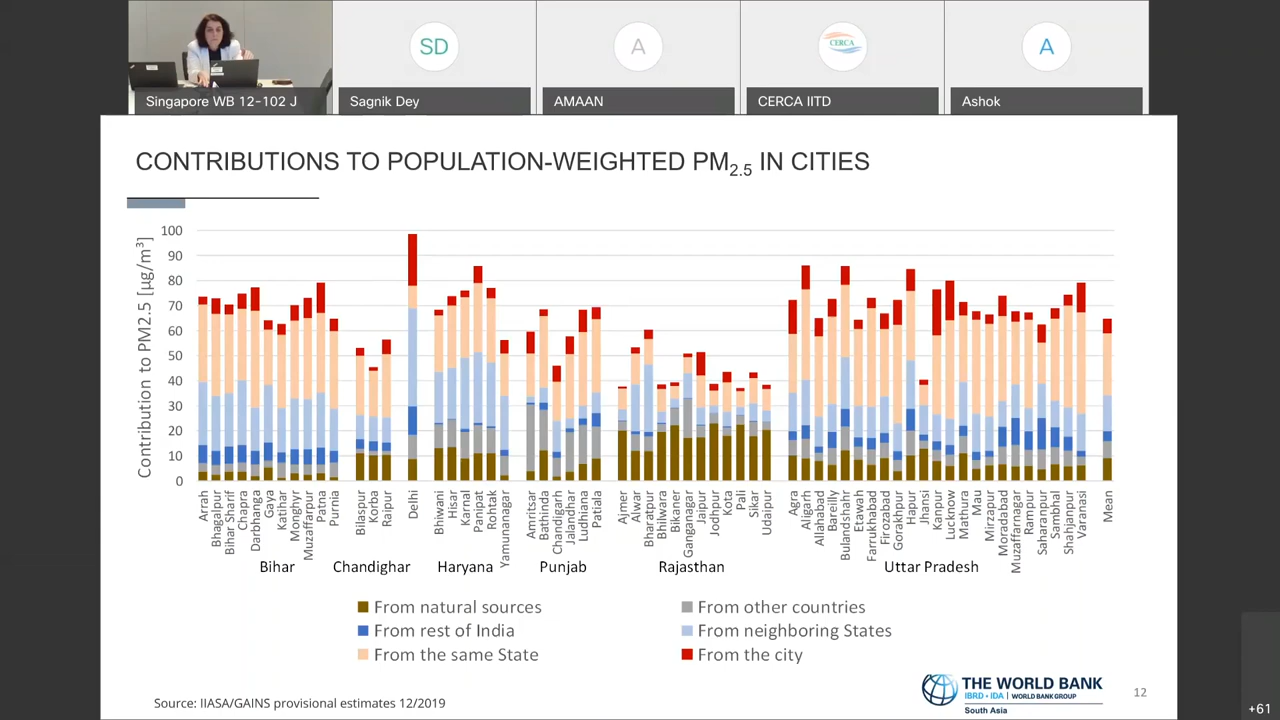 SD
A
CERCA
A
Singapore WB 12-102 J
Sagnik Dey
AMAAN
CERCA IITD
Ashok
CONTRIBUTIONS TO POPULATION-WEIGHTED PM2.5 IN CITIES
Contribution to PM2.5 [µg/m³]
100
90
80
70
60
50
40
30
20
10
0
Arrah
Bhagalpur
Bihar Sharif
Chapra
Darbhanga
Gaya
Katihar
Monghyr
Muzaffarpur
Patna
Purnia
Bilaspur
Korba
Raipur
Delhi
Bhiwani
Hisar
Karnal
Panipat
Rohtak
Yamunanagar
Amritsar
Bathinda
Chandigarh
Jalandhar
Ludhiana
Patiala
Ajmer
Alwar
Bharatpur
Bhilwara
Bikaner
Ganganagar
Jaipur
Jodhpur
Kota
Pali
Sikar
Udaipur
Agra
Aligarh
Allahabad
Bareilly
Bulandshahr
Etawah
Farrukhabad
Firozabad
Gorakhpur
Hapur
Jhansi
Kanpur
Lucknow
Mathura
Mau
Mirzapur
Moradabad
Muzaffarnagar
Rampur
Saharanpur
Sambhal
Shahjanpur
Varanasi
Mean
Bihar
Chandighar
Haryana
Punjab
Rajasthan
Uttar Pradesh
From natural sources
From other countries
From rest of India
From neighboring States
From the same State
From the city
THE WORLD BANK
IBRD • IDA | WORLD BANK GROUP
South Asia
12
Source: IIASA/GAINS provisional estimates 12/2019
+61